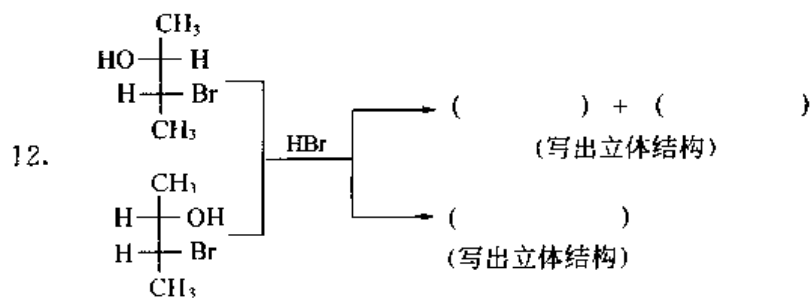 CH₃
HO H
H Br
CH₃
12.
HBr
( ) + ( )
(写出立体结构)
CH₃
H OH
H Br
CH₃
( )
(写出立体结构)